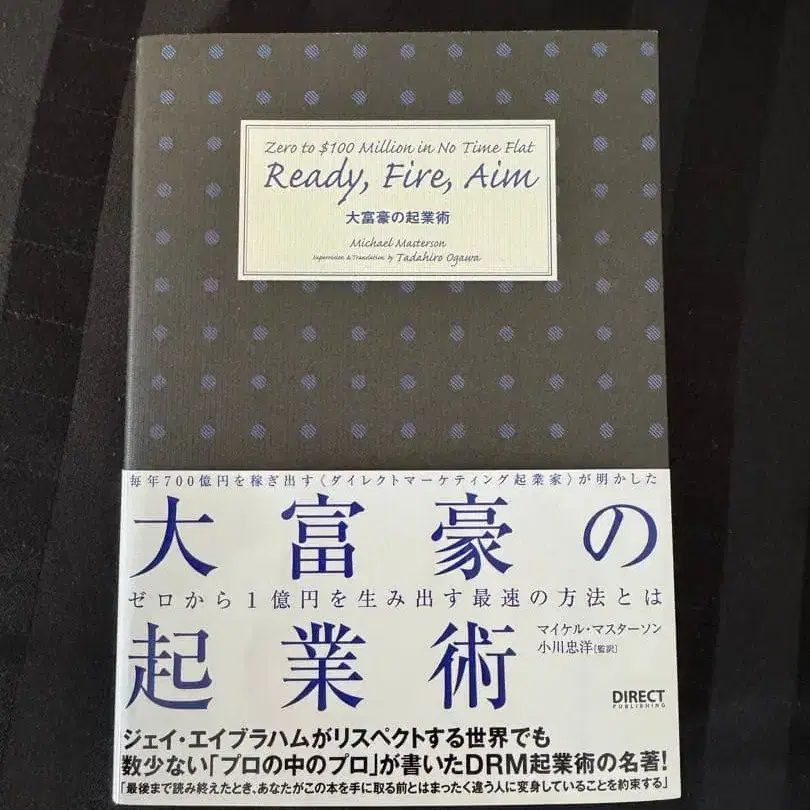 Zero to $100 Million in No Time Flat
Ready, Fire, Aim
大富豪の起業術
Michael Masterson
Supervision & Translation by Tadahiro Ogawa
毎年700億円を稼ぎ出す〈ダイレクトマーケティング起業家〉が明かした
大富豪の
ゼロから1億円を生み出す最速の方法とは
起業術
マイケル・マスターソン
小川忠洋[監訳]
DIRECT
PUBLISHING
ジェイ・エイブラハムがリスペクトする世界でも
数少ない「プロの中のプロ」が書いたDRM起業術の名著!
「最後まで読み終えたとき、あなたがこの本を手に取る前とはまったく違う人に変身していることを約束する」